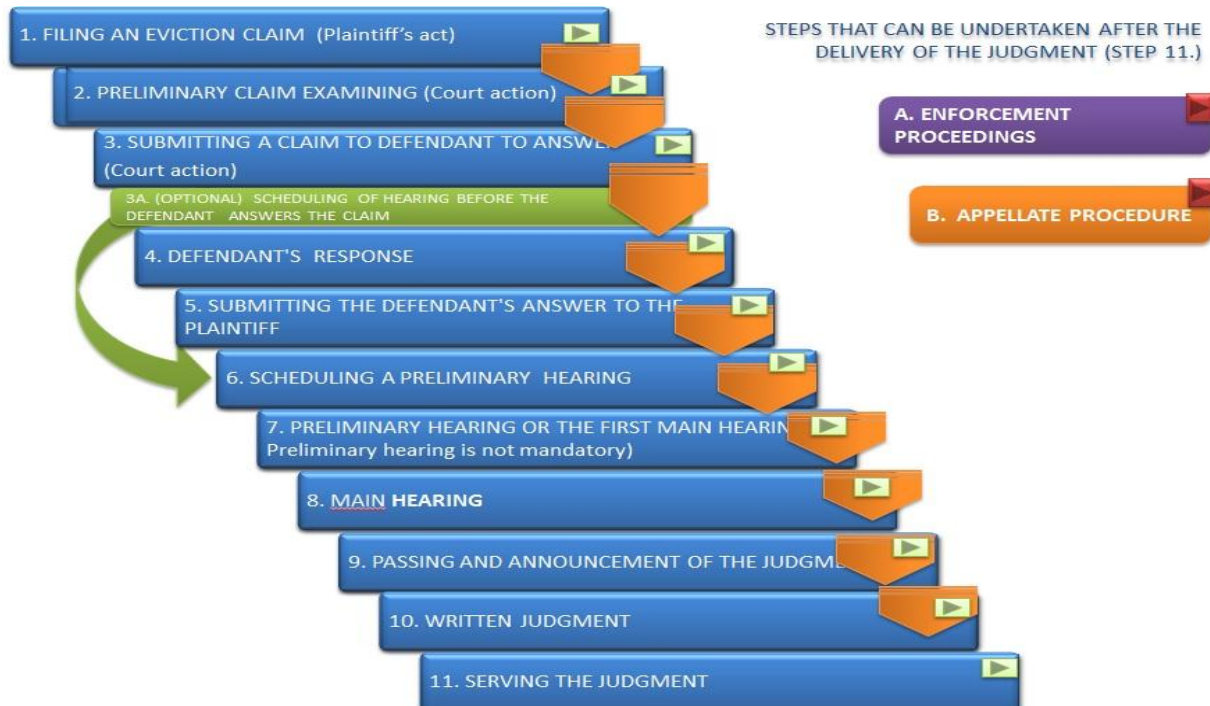 1. FILING AN EVICTION CLAIM (Plaintiff's act)
2. PRELIMINARY CLAIM EXAMINING (Court action)
3. SUBMITTING A CLAIM TO DEFENDANT TO ANSWE
(Court action)
3A. (OPTIONAL) SCHEDULING OF HEARING BEFORE THE
DEFENDANT ANSWERS THE CLAIM
4. DEFENDANT'S RESPONSE
5. SUBMITTING THE DEFENDANT'S ANSWER TO THE
PLAINTIFF
6. SCHEDULING A PRELIMINARY HEARING
7. PRELIMINARY HEARING OR THE FIRST MAIN HEARIN
Preliminary hearing is not mandatory)
8. MAIN HEARING
9. PASSING AND ANNOUNCEMENT OF THE JUDGME
10. WRITTEN JUDGMENT
11. SERVING THE JUDGMENT
STEPS THAT CAN BE UNDERTAKEN AFTER THE
DELIVERY OF THE JUDGMENT (STEP 11.)
A. ENFORCEMENT
PROCEEDINGS
B. APPELLATE PROCEDURE